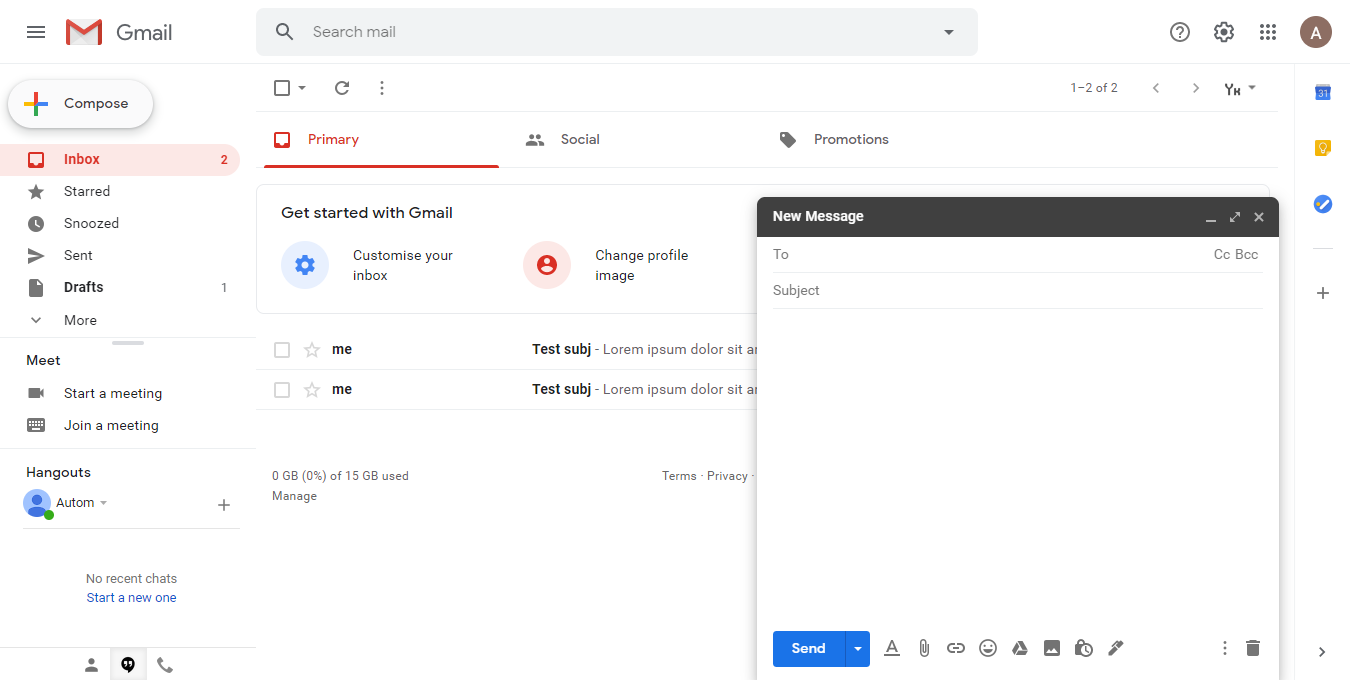 Gmail
Search mail
A
Compose
1–2 of 2
31
Primary
Social
Promotions
Inbox 2
Starred
Snoozed
Sent
Drafts 1
More
Get started with Gmail
Customise your
inbox
Change profile
image
New Message
To Cc Bcc
Subject
me Test subj - Lorem ipsum dolor sit
me Test subj - Lorem ipsum dolor sit
Meet
Start a meeting
Join a meeting
0 GB (0%) of 15 GB used
Manage
Terms · Privacy ·
Hangouts
Autom
No recent chats
Start a new one
Send